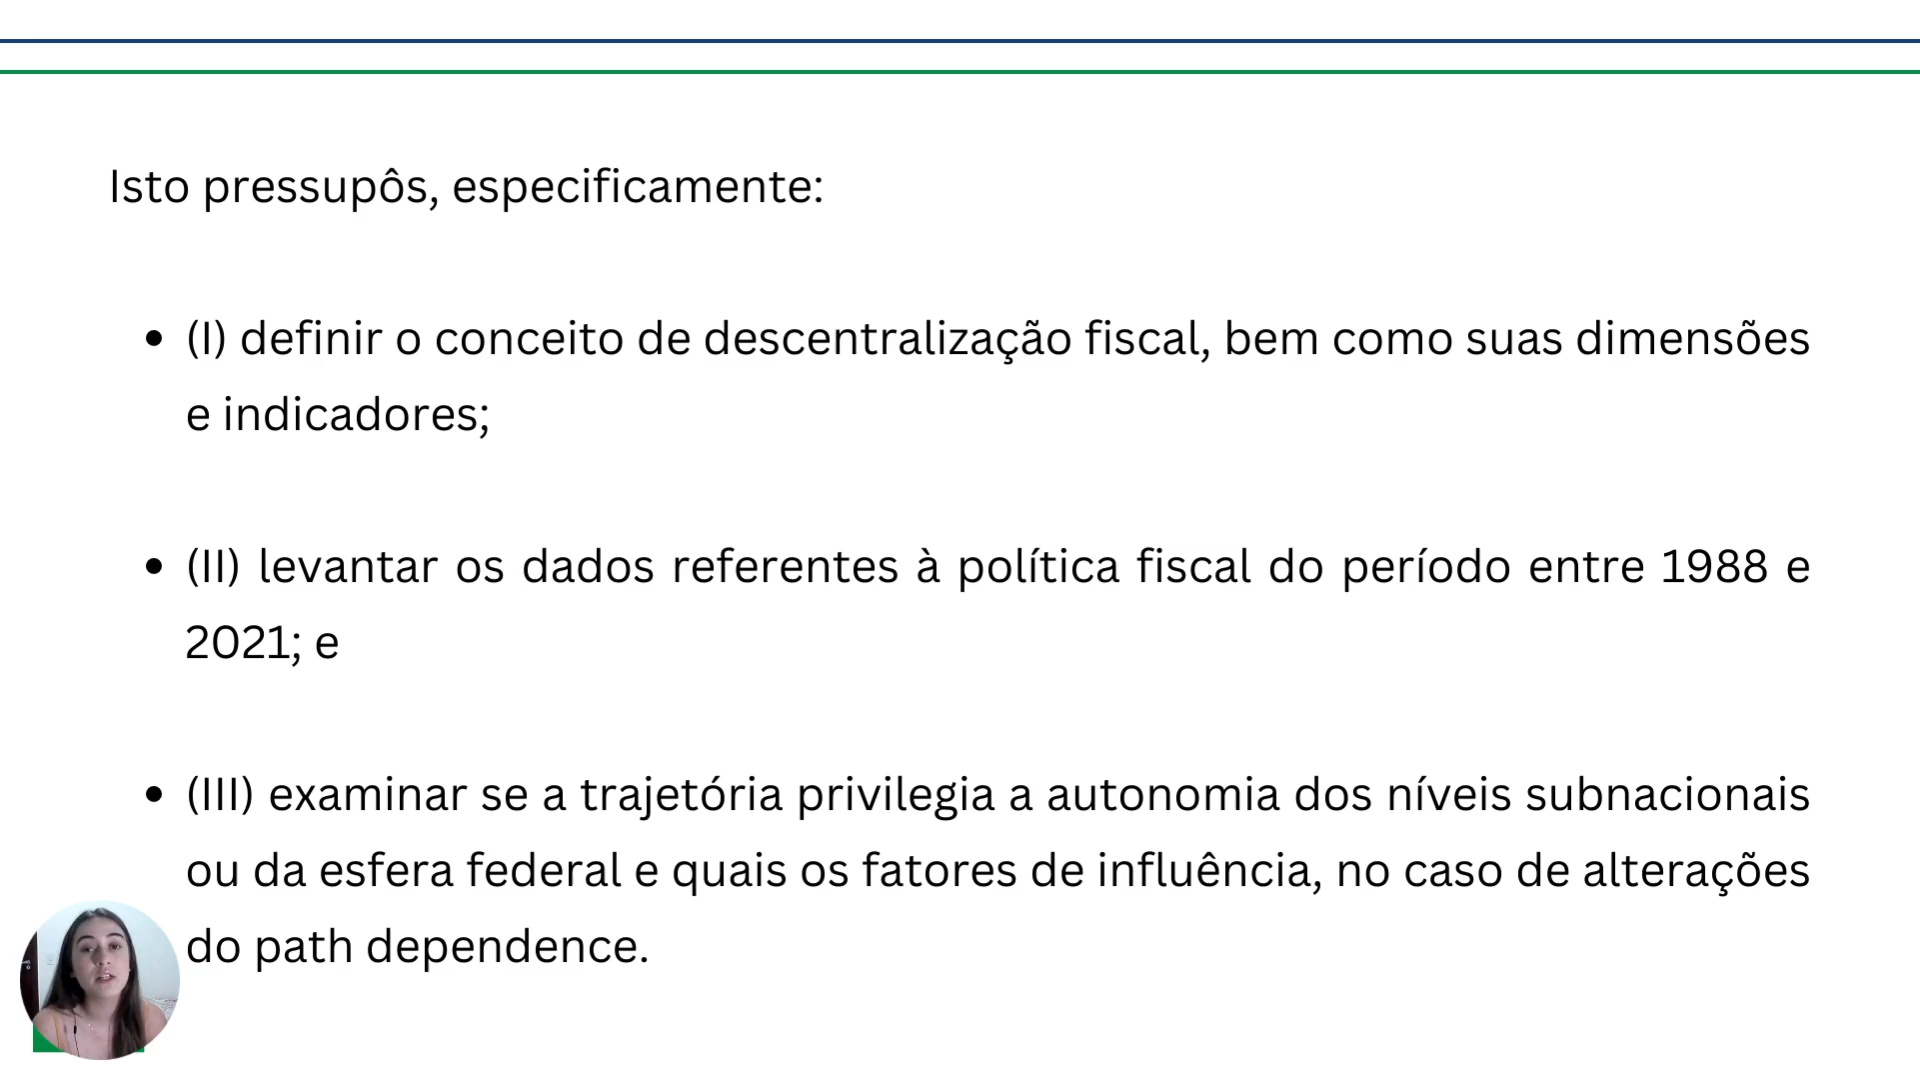 Isto pressupôs, especificamente:
• (I) definir o conceito de descentralização fiscal, bem como suas dimensões
e indicadores;
• (II) levantar os dados referentes à política fiscal do período entre 1988 e
2021; e
• (III) examinar se a trajetória privilegia a autonomia dos níveis subnacionais
ou da esfera federal e quais os fatores de influência, no caso de alterações
do path dependence.